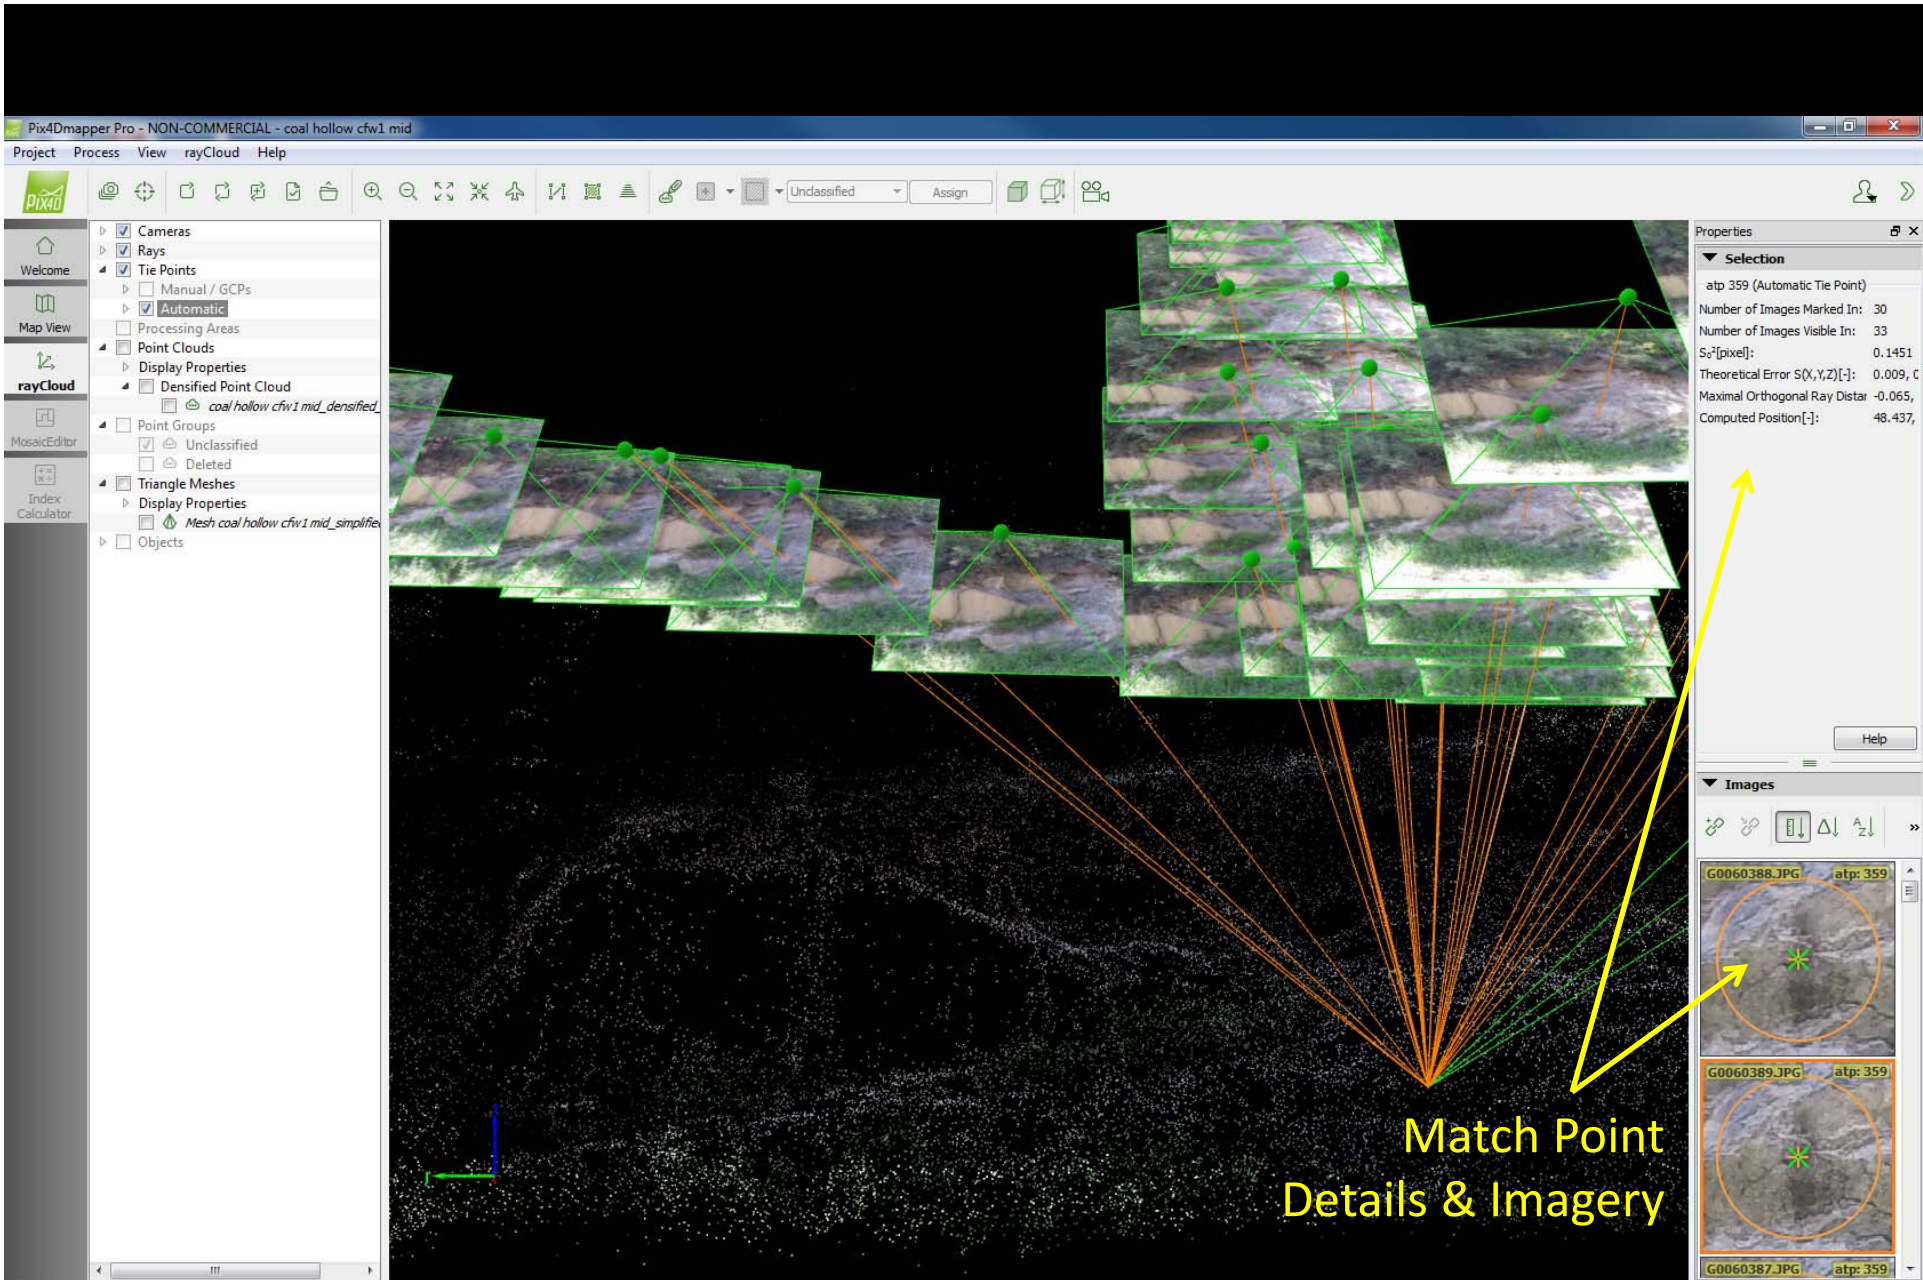 Pix4Dmapper Pro - NON-COMMERCIAL - coal hollow cfw1 mid
Project Process View rayCloud Help
PIX4D
Unclassified
Assign
Welcome
Map View
rayCloud
MosaicEditor
Index
Calculator
Cameras
Rays
Tie Points
Manual / GCPs
Automatic
Processing Areas
Point Clouds
Display Properties
Densified Point Cloud
coal hollow cfw1 mid_densified_
Point Groups
Unclassified
Deleted
Triangle Meshes
Display Properties
Mesh coal hollow cfw1 mid_simplifie
Objects
Properties
Selection
atp 359 (Automatic Tie Point)
Number of Images Marked In: 30
Number of Images Visible In: 33
S₀²[pixel]: 0.1451
Theoretical Error S(X,Y,Z)[-]: 0.009, 0
Maximal Orthogonal Ray Distar -0.065,
Computed Position[-]: 48.437,
Help
Images
G0060388.JPG atp: 359
G0060389.JPG atp: 359
G0060387.JPG atp: 359
Match Point
Details & Imagery